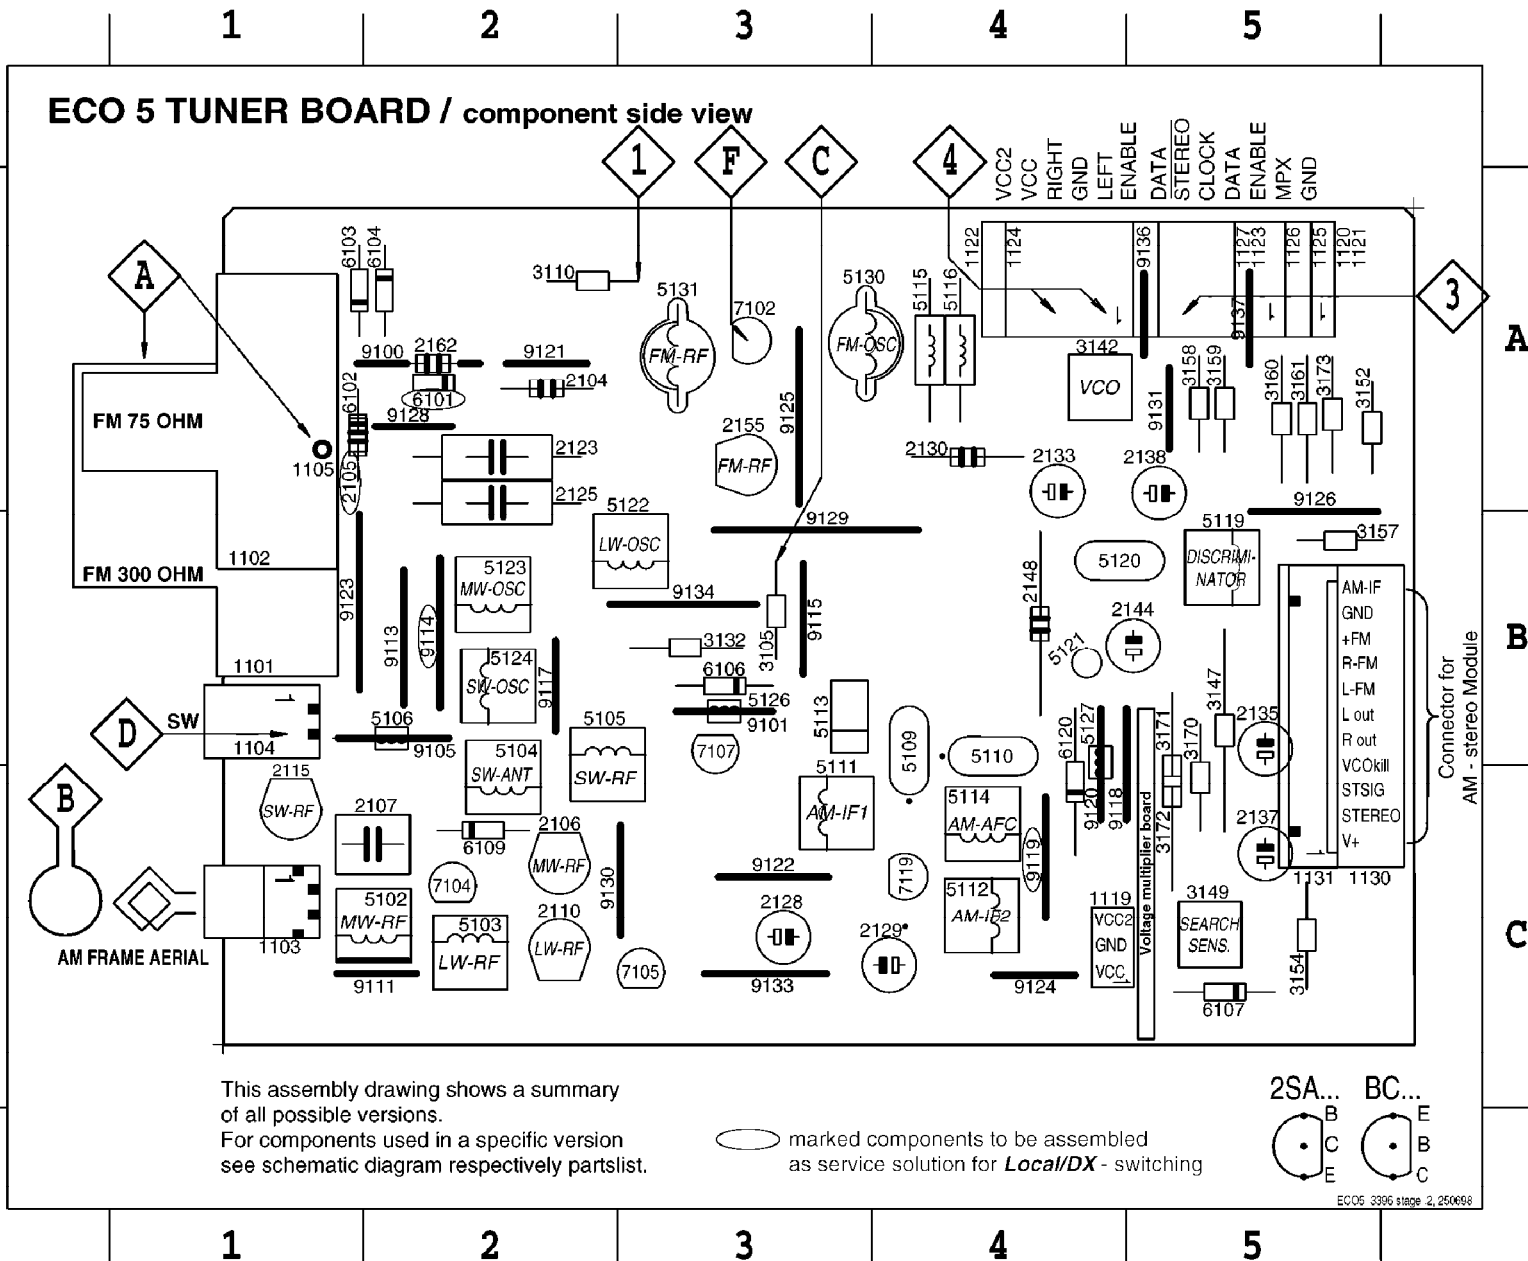 1 2 3 4 5
ECO 5 TUNER BOARD / component side view
1 F C 4
VCC2
VCC
RIGHT
GND
LEFT
ENABLE
DATA
STEREO
CLOCK
DATA
ENABLE
MPX
GND
A
6103
6104
3110
5131
FM-RF
7102
5130
FM-OSC
5115
5116
1122
1124
9136
1127
1123
1126
1125
1120
1121
9137
3
A
9100
2162
9121
6101
2104
6102
9128
FM 75 OHM
1105
2105
2123
2125
2155
FM-RF
9125
3142
VCO
9131
3158
3159
3160
3161
3173
3152
2130
2133
2138
9126
5122
LW-OSC
9129
5119
DISCRIMI-
NATOR
3157
1102
FM 300 OHM
9123
9113
9114
5123
MW-OSC
9134
3105
9115
2148
5120
2144
5121
3132
AM-IF
GND
+FM
R-FM
L-FM
L out
R out
VCOkill
STSIG
STEREO
V+
Connector for
AM - stereo Module
B
1101
5124
SW-OSC
9117
6106
5126
9101
5113
3147
D
SW
1104
5106
9105
5104
SW-ANT
5105
SW-RF
7107
5109
5110
6120
5127
3171
3170
2135
B
2115
SW-RF
2107
6109
2106
MW-RF
5111
AM-IF1
5114
AM-AFC
9120
9118
3172
2137
9119
Voltage multiplier board
7104
9130
9122
7119
1131
1130
5102
MW-RF
5103
LW-RF
2110
LW-RF
2128
2129
5112
AM-IF2
1119
VCC2
GND
VCC
3149
SEARCH
SENS.
3154
C
AM FRAME AERIAL
1103
9111
7105
9133
9124
6107
This assembly drawing shows a summary
of all possible versions.
For components used in a specific version
see schematic diagram respectively partslist.
marked components to be assembled
as service solution for Local/DX - switching
2SA... BC...
B
C
E
E
B
C
ECO5 3396 stage .2, 250698
1 2 3 4 5